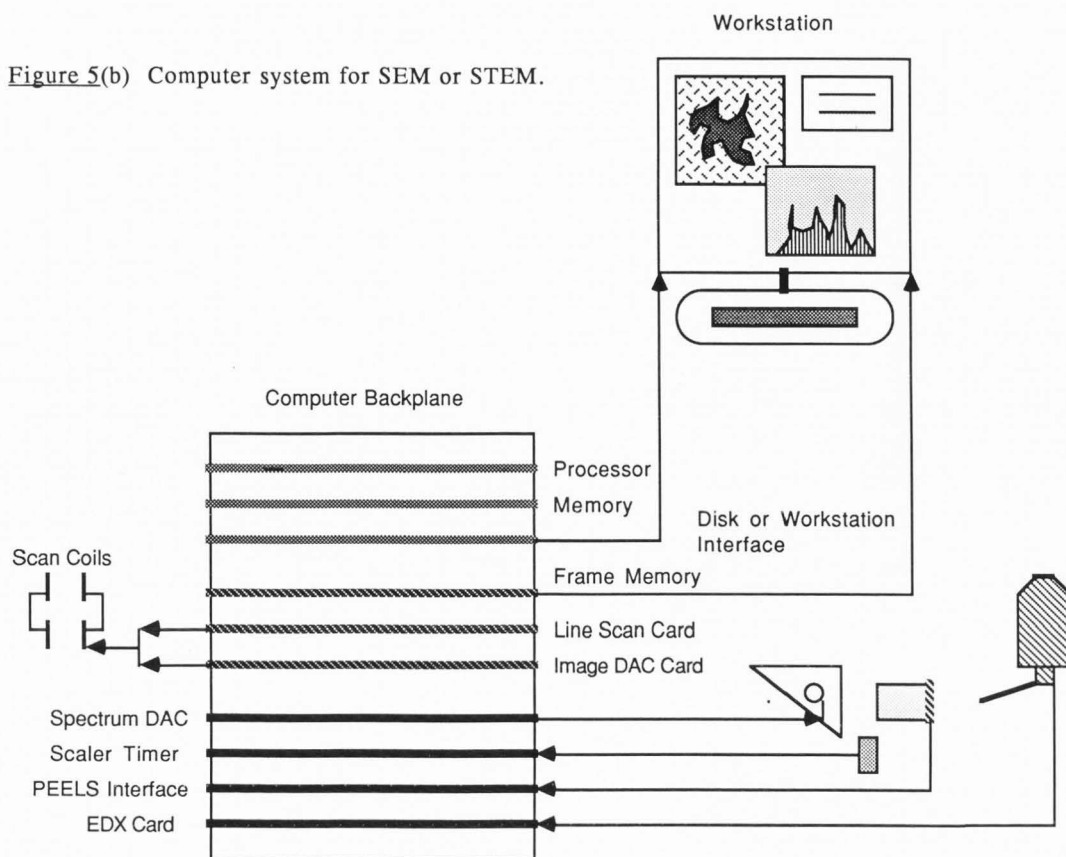 Workstation
Figure 5(b) Computer system for SEM or STEM.
Computer Backplane
Processor
Memory
Disk or Workstation
Interface
Scan Coils
Frame Memory
Line Scan Card
Image DAC Card
Spectrum DAC
Scaler Timer
PEELS Interface
EDX Card